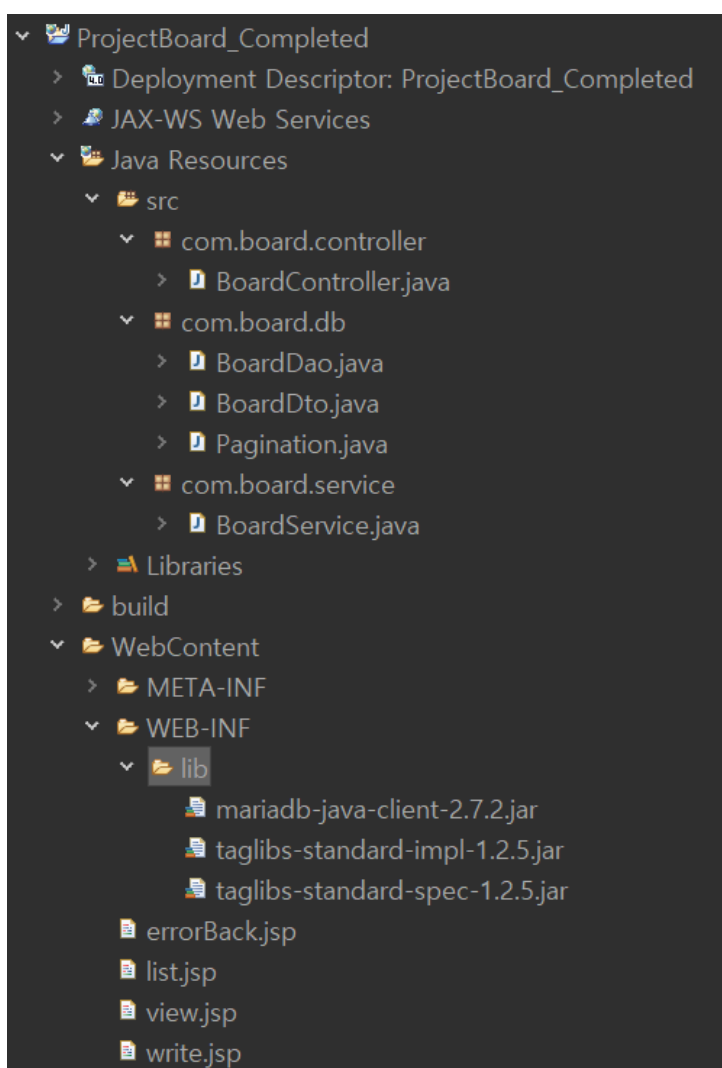 ProjectBoard_Completed
Deployment Descriptor: ProjectBoard_Completed
JAX-WS Web Services
Java Resources
src
com.board.controller
BoardController.java
com.board.db
BoardDao.java
BoardDto.java
Pagination.java
com.board.service
BoardService.java
Libraries
build
WebContent
META-INF
WEB-INF
lib
mariadb-java-client-2.7.2.jar
taglibs-standard-impl-1.2.5.jar
taglibs-standard-spec-1.2.5.jar
errorBack.jsp
list.jsp
view.jsp
write.jsp